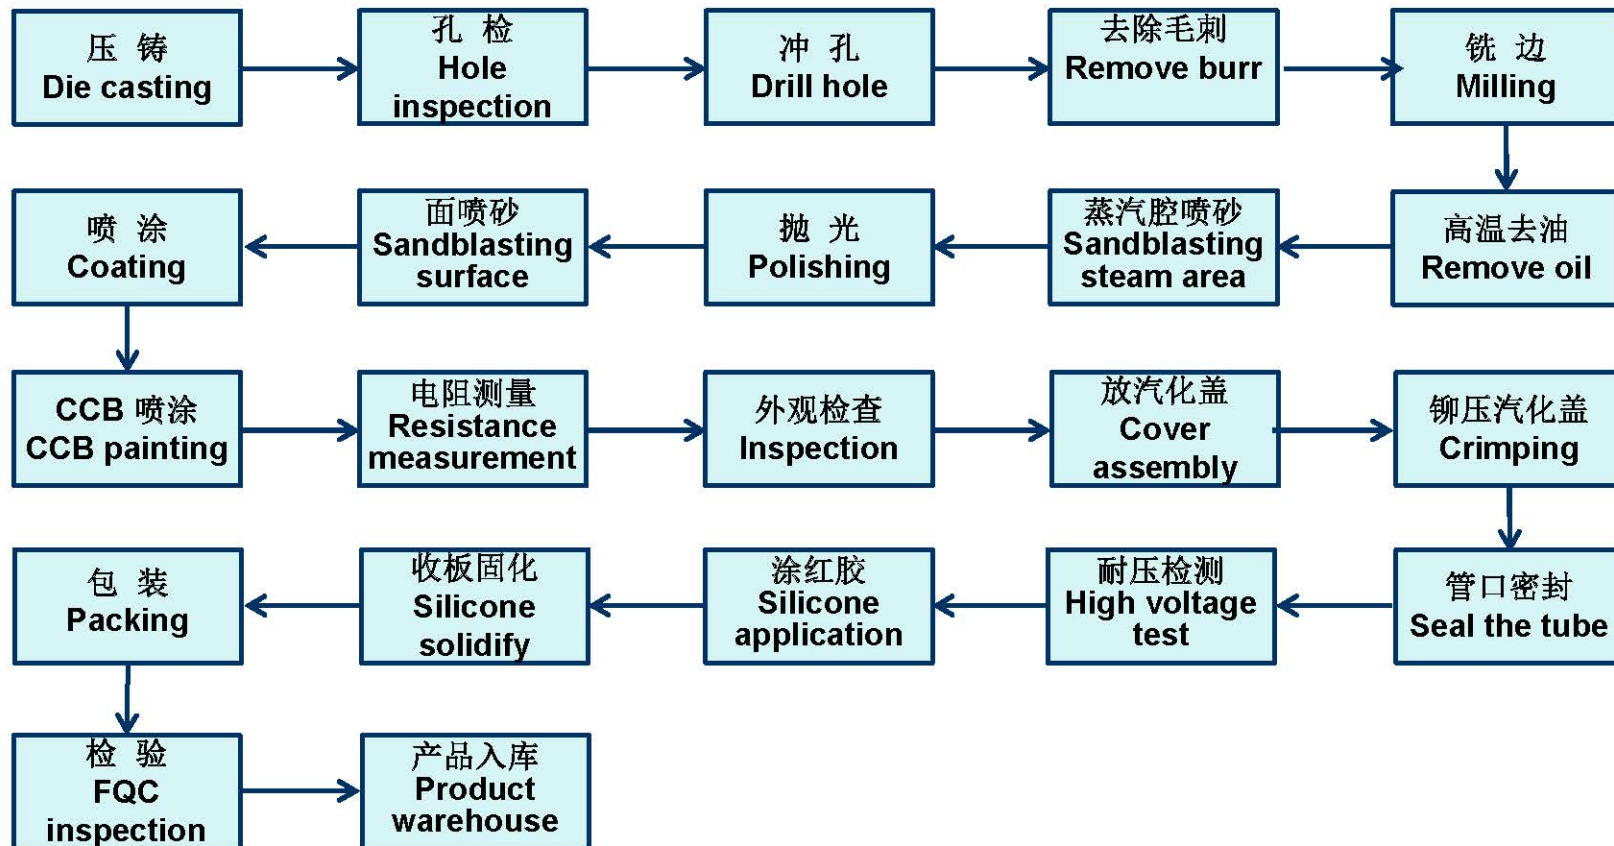 压 铸
Die casting
孔 检
Hole
inspection
冲 孔
Drill hole
去除毛刺
Remove burr
铣 边
Milling
高温去油
Remove oil
蒸汽腔喷砂
Sandblasting
steam area
抛 光
Polishing
面喷砂
Sandblasting
surface
喷 涂
Coating
CCB 喷涂
CCB painting
电阻测量
Resistance
measurement
外观检查
Inspection
放汽化盖
Cover
assembly
铆压汽化盖
Crimping
管口密封
Seal the tube
耐压检测
High voltage
test
涂红胶
Silicone
application
收板固化
Silicone
solidify
包 装
Packing
检 验
FQC
inspection
产品入库
Product
warehouse